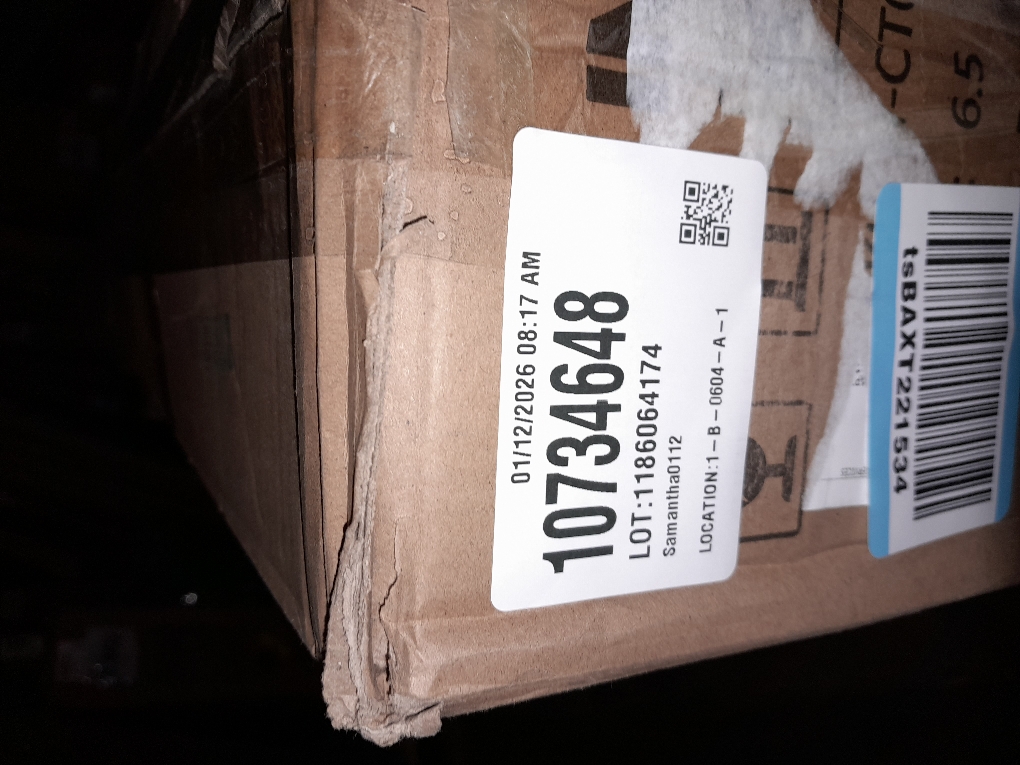 01/12/2026 08:17 AM
10734648
LOT:1186064174
Samantha0112
LOCATION:1-B-0604-A-1
tsBAXT221534
6.5